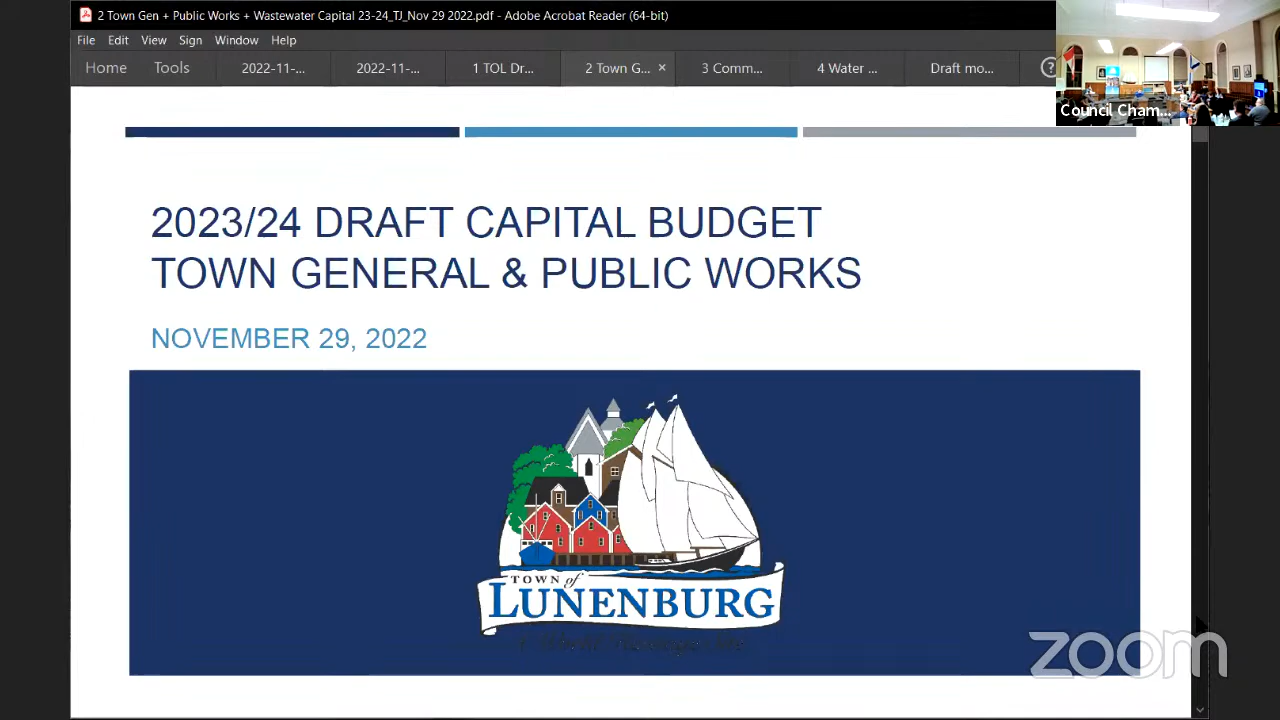 2 Town Gen + Public Works + Wastewater Capital 23-24_TJ_Nov 29 2022.pdf - Adobe Acrobat Reader (64-bit)
File Edit View Sign Window Help
Home Tools 2022-11-... 2022-11-... 1 TOL Dr... 2 Town G... × 3 Comm... 4 Water ... Draft mo... ?
Council Cham...
2023/24 DRAFT CAPITAL BUDGET
TOWN GENERAL & PUBLIC WORKS
NOVEMBER 29, 2022
TOWN of
LUNENBURG
zoom